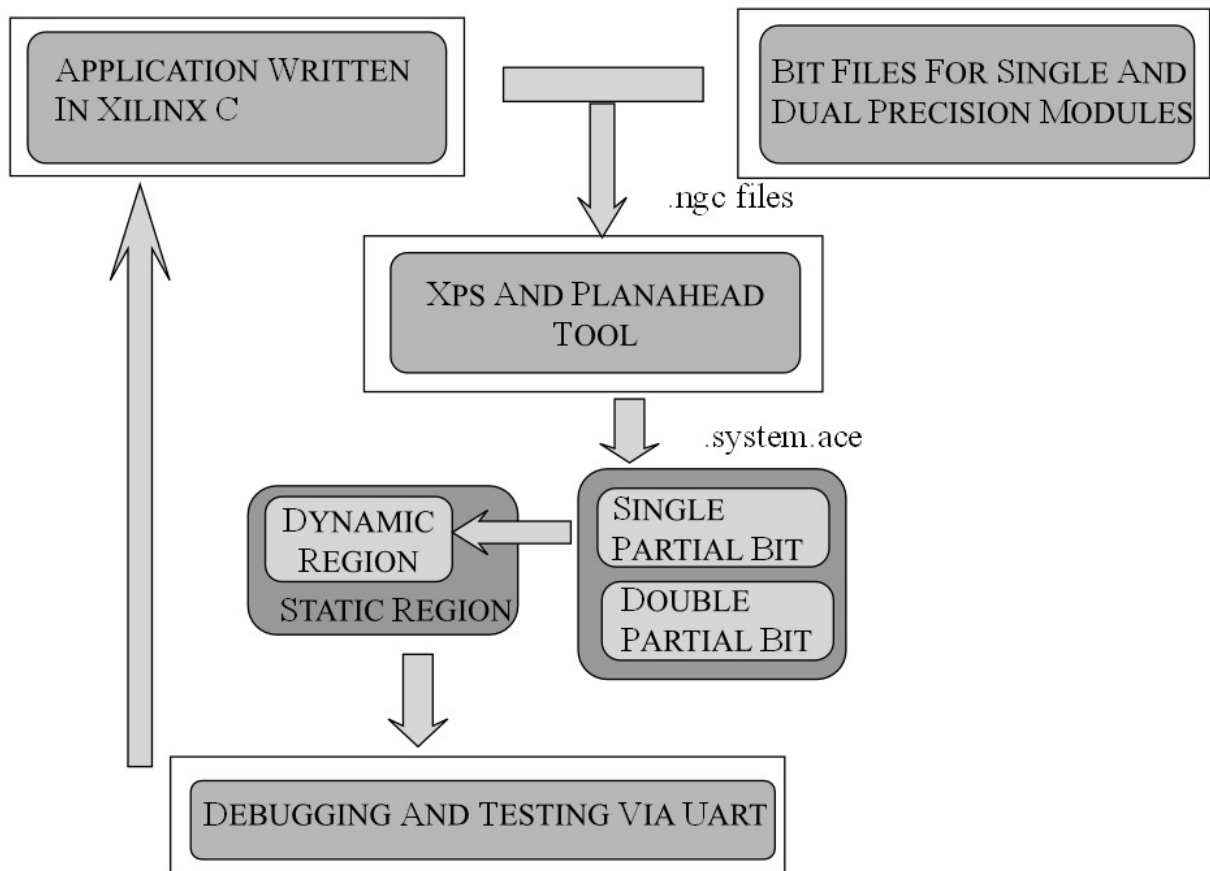 APPLICATION WRITTEN
IN XILINX C
BIT FILES FOR SINGLE AND
DUAL PRECISION MODULES
.ngc files
XPS AND PLANAHEAD
TOOL
.system.ace
DYNAMIC
REGION
STATIC REGION
SINGLE
PARTIAL BIT
DOUBLE
PARTIAL BIT
DEBUGGING AND TESTING VIA UART